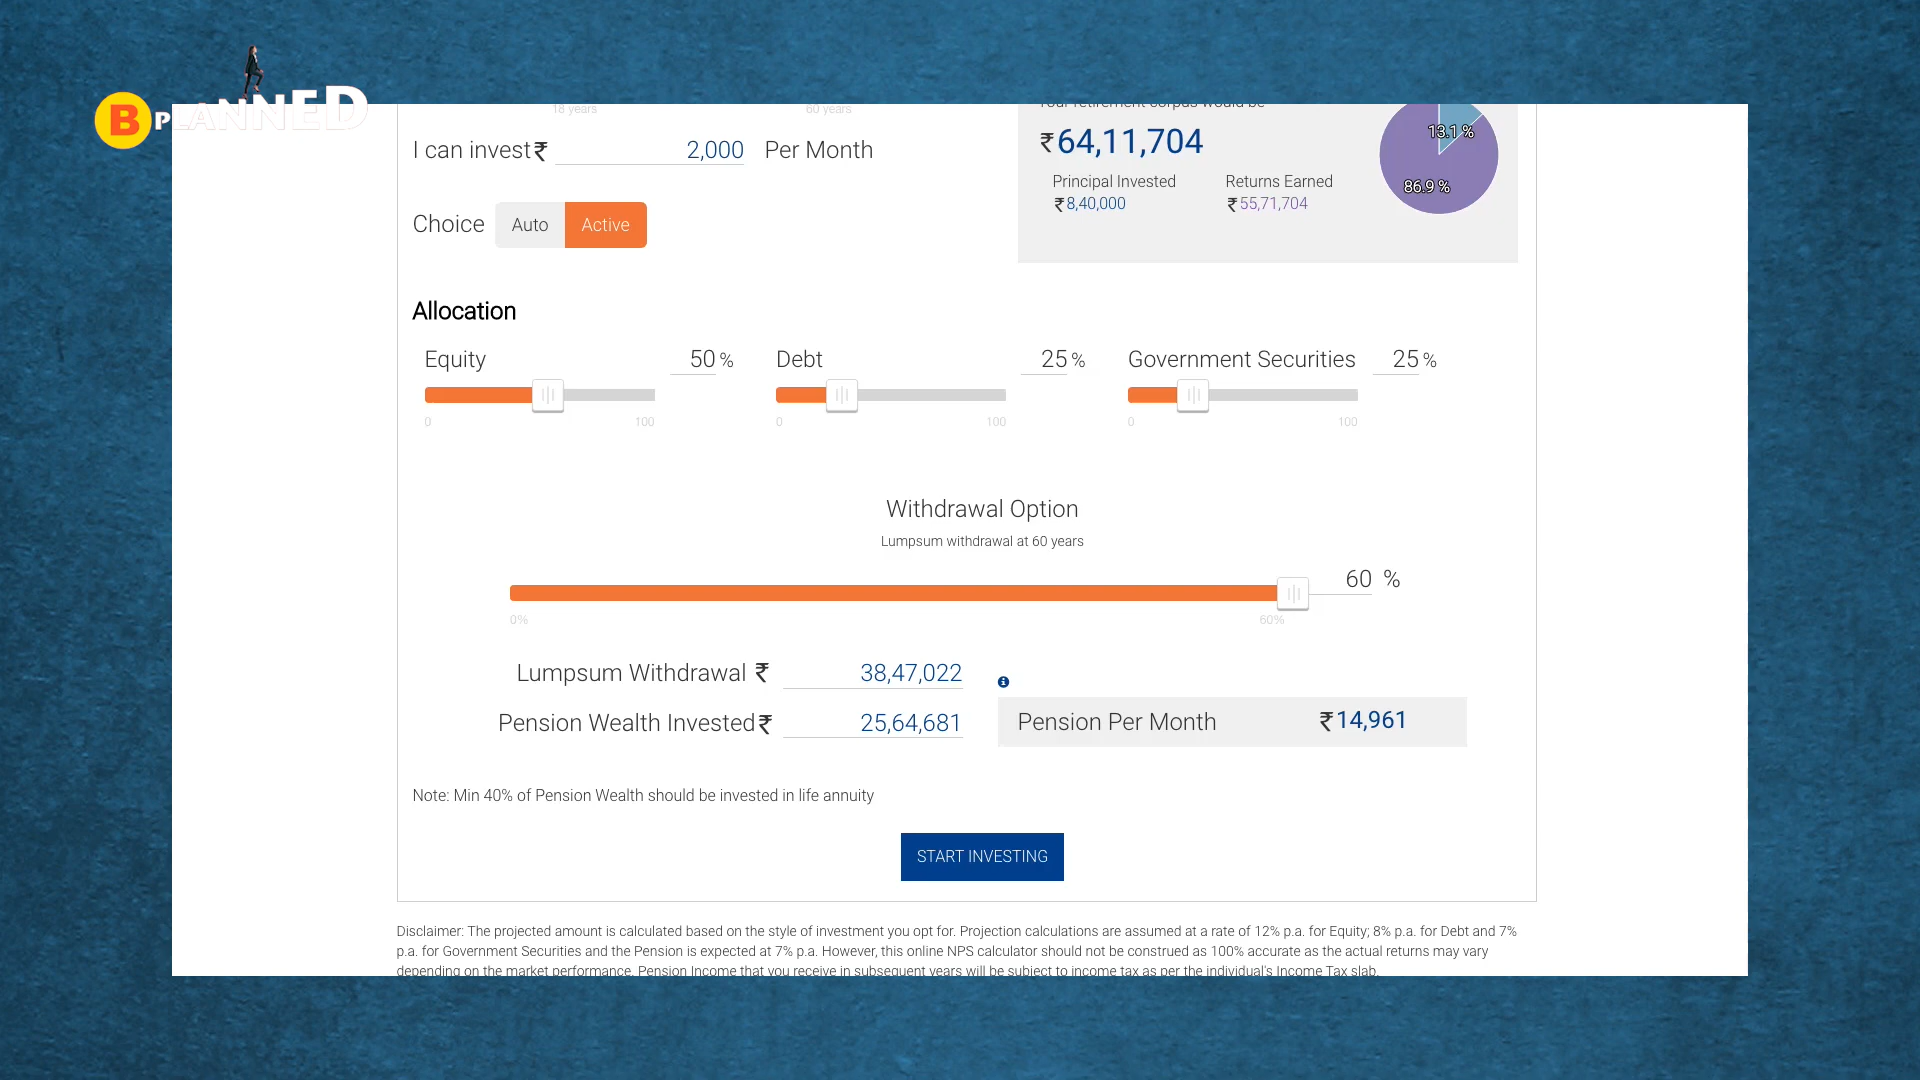 B PLANNED
18 years 60 years
Your retirement corpus would be
I can invest ₹ 2,000 Per Month
₹ 64,11,704
13.1 %
86.9 %
Principal Invested Returns Earned
₹ 8,40,000 ₹ 55,71,704
Choice Auto Active
Allocation
Equity 50 % Debt 25 % Government Securities 25 %
0 100 0 100 0 100
Withdrawal Option
Lumpsum withdrawal at 60 years
60 %
0% 60%
Lumpsum Withdrawal ₹ 38,47,022
Pension Wealth Invested ₹ 25,64,681
Pension Per Month ₹ 14,961
Note: Min 40% of Pension Wealth should be invested in life annuity
START INVESTING
Disclaimer: The projected amount is calculated based on the style of investment you opt for. Projection calculations are assumed at a rate of 12% p.a. for Equity; 8% p.a. for Debt and 7%
p.a. for Government Securities and the Pension is expected at 7% p.a. However, this online NPS calculator should not be construed as 100% accurate as the actual returns may vary
depending on the market performance. Pension Income that you receive in subsequent years will be subject to income tax as per the individual's Income Tax slab.